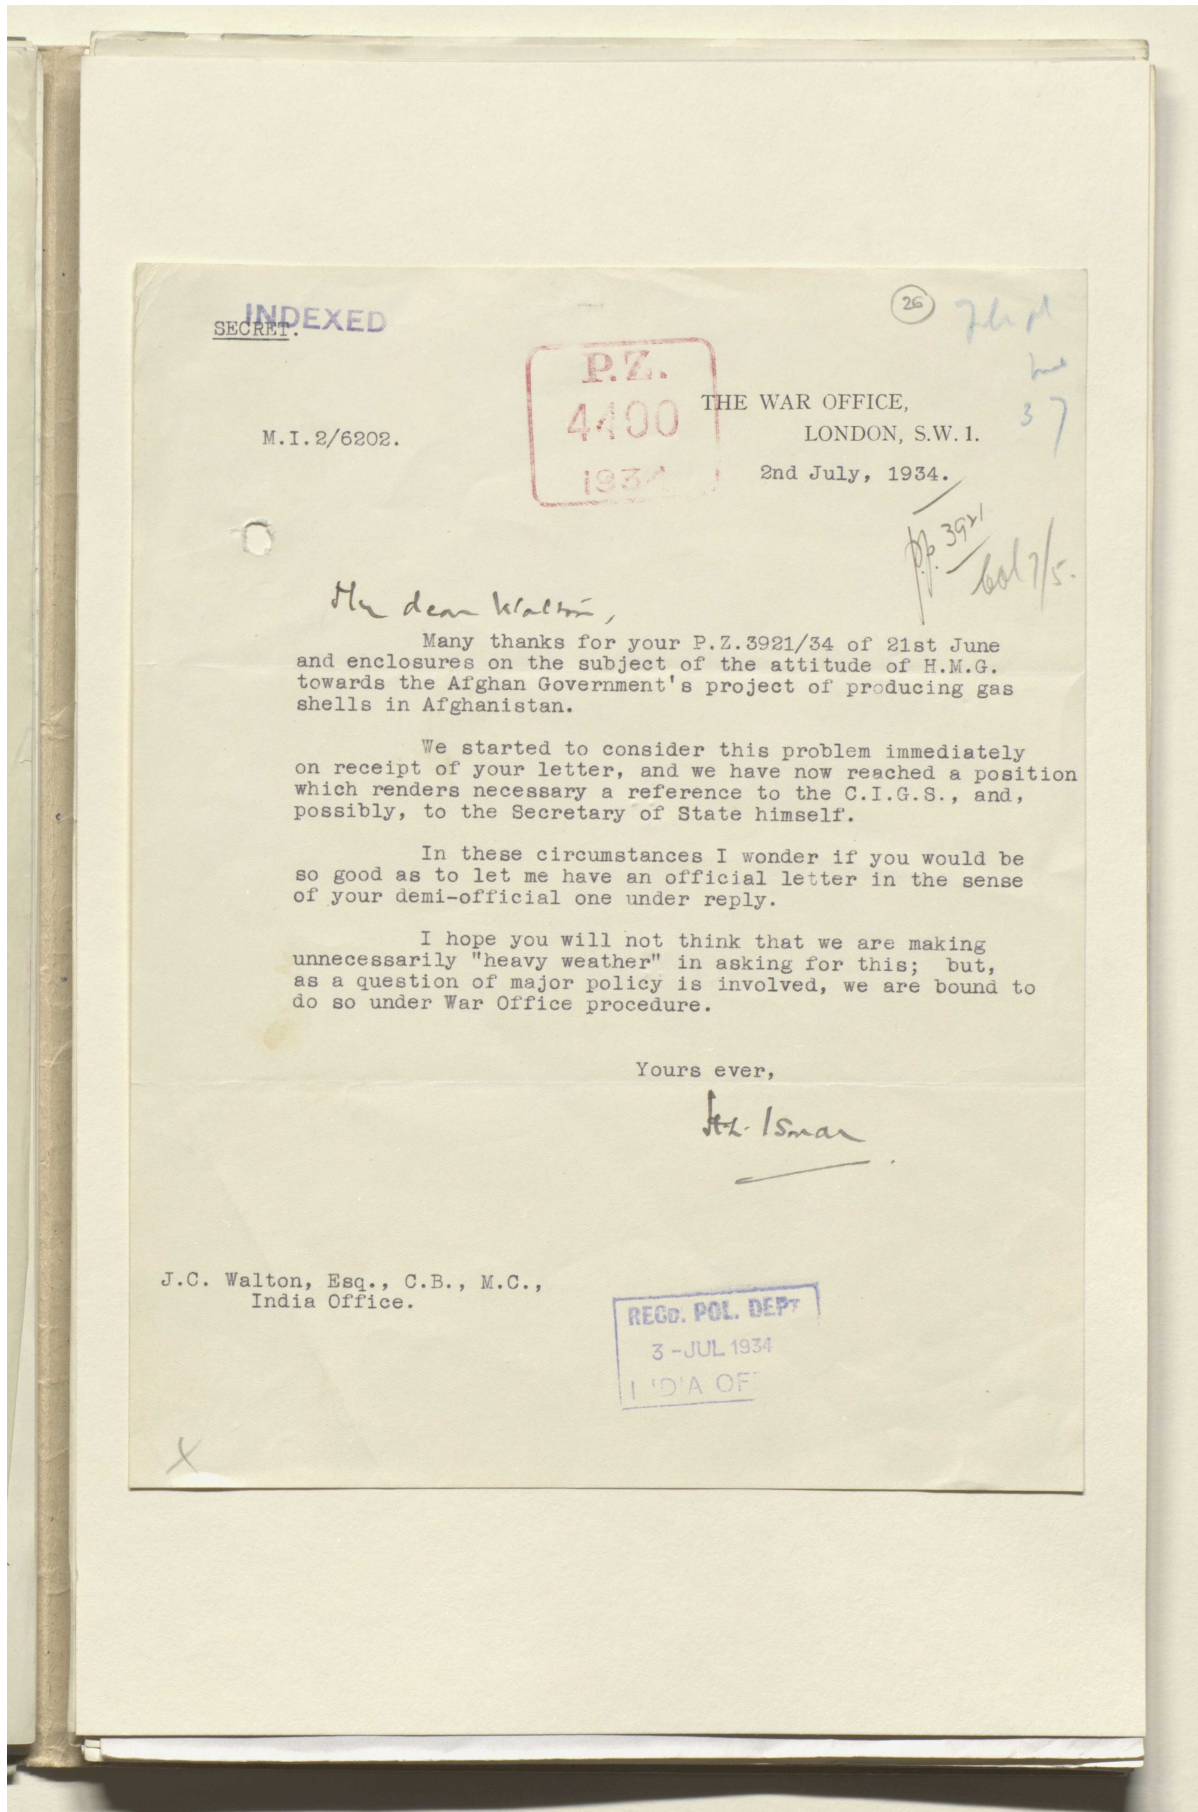 INDEXED
SECRET.
26
P.Z.
4400
1934
THE WAR OFFICE,
LONDON, S.W.1.
M.I.2/6202.
2nd July, 1934.
p.p. 3921
My dear Walton,
Many thanks for your P.Z.3921/34 of 21st June
and enclosures on the subject of the attitude of H.M.G.
towards the Afghan Government's project of producing gas
shells in Afghanistan.
We started to consider this problem immediately
on receipt of your letter, and we have now reached a position
which renders necessary a reference to the C.I.G.S., and,
possibly, to the Secretary of State himself.
In these circumstances I wonder if you would be
so good as to let me have an official letter in the sense
of your demi-official one under reply.
I hope you will not think that we are making
unnecessarily "heavy weather" in asking for this; but,
as a question of major policy is involved, we are bound to
do so under War Office procedure.
Yours ever,
H.L. Ismay
J.C. Walton, Esq., C.B., M.C.,
India Office.
REGD. POL. DEPT
3-JUL 1934
INDIA OF
X